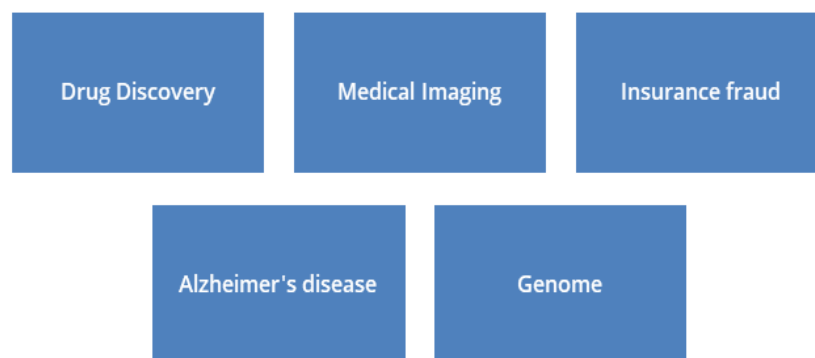 Drug Discovery
Medical Imaging
Insurance fraud
Alzheimer's disease
Genome